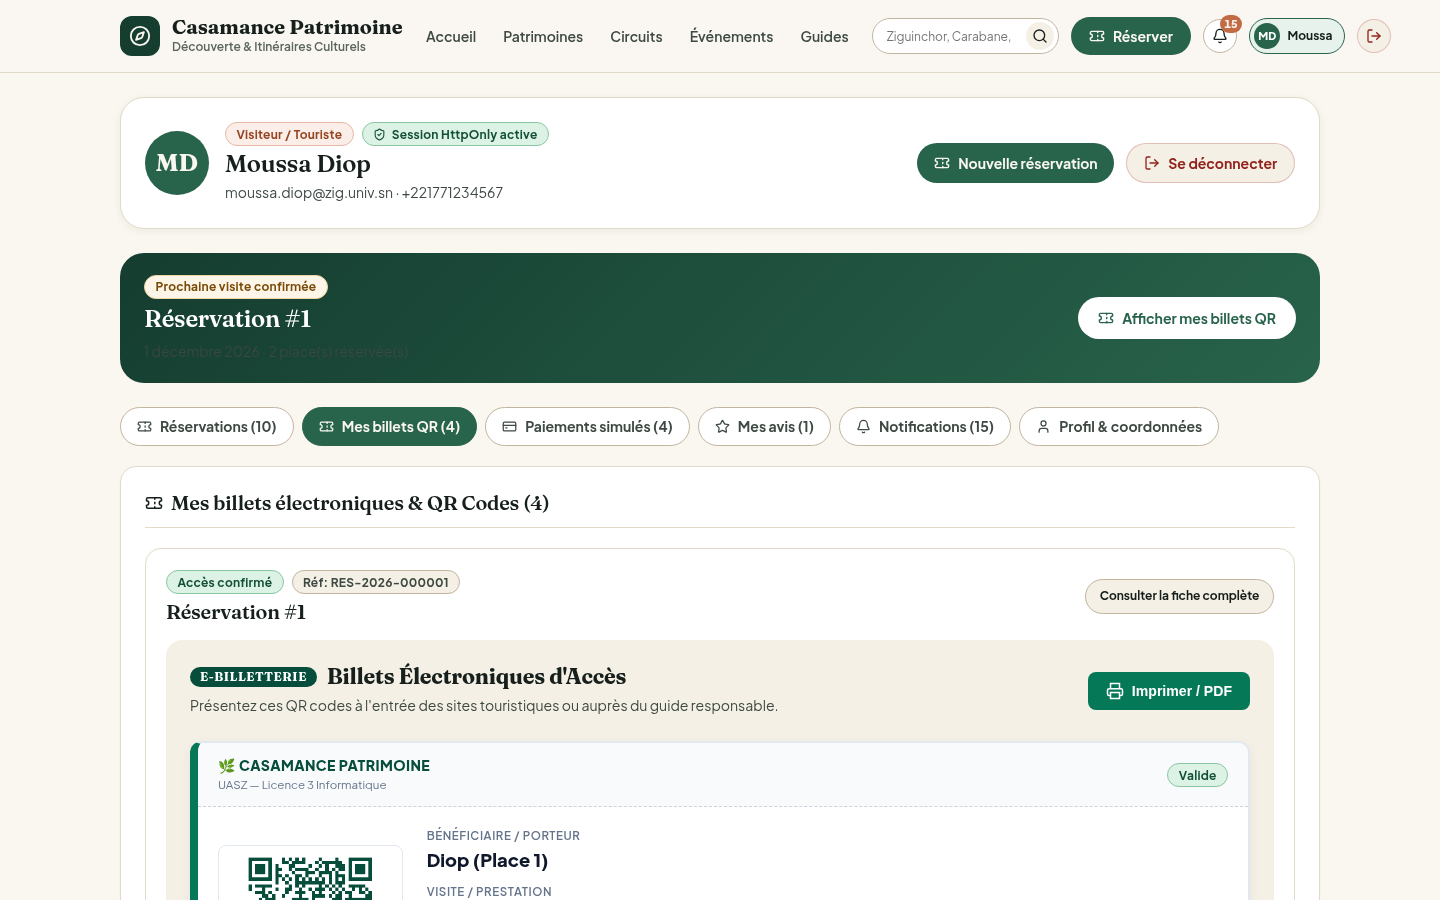 Casamance Patrimoine
Découverte & Itinéraires Culturels
Accueil
Patrimoines
Circuits
Événements
Guides
Ziguinchor, Carabane,
Réserver
15
MD
Moussa
MD
Visiteur / Touriste
Session HttpOnly active
Moussa Diop
moussa.diop@zig.univ.sn · +221771234567
Nouvelle réservation
Se déconnecter
Prochaine visite confirmée
Réservation #1
1 décembre 2026 · 2 place(s) réservée(s)
Afficher mes billets QR
Réservations (10)
Mes billets QR (4)
Paiements simulés (4)
Mes avis (1)
Notifications (15)
Profil & coordonnées
Mes billets électroniques & QR Codes (4)
Accès confirmé
Réf: RES-2026-000001
Réservation #1
Consulter la fiche complète
E-BILLETTERIE
Billets Électroniques d'Accès
Présentez ces QR codes à l'entrée des sites touristiques ou auprès du guide responsable.
Imprimer / PDF
CASAMANCE PATRIMOINE
UASZ — Licence 3 Informatique
Valide
BÉNÉFICIAIRE / PORTEUR
Diop (Place 1)
VISITE / PRESTATION